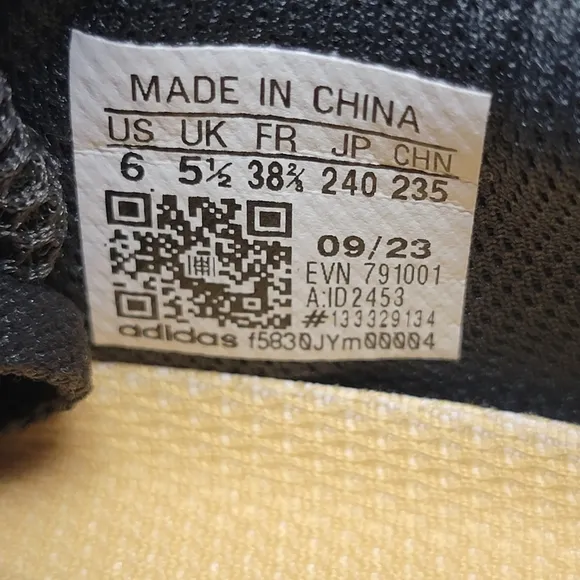 MADE IN CHINA
US UK FR JP CHN
6 5½ 38⅔ 240 235
09/23
EVN 791001
A:ID2453
#133329134
adidas f5830JYm00004